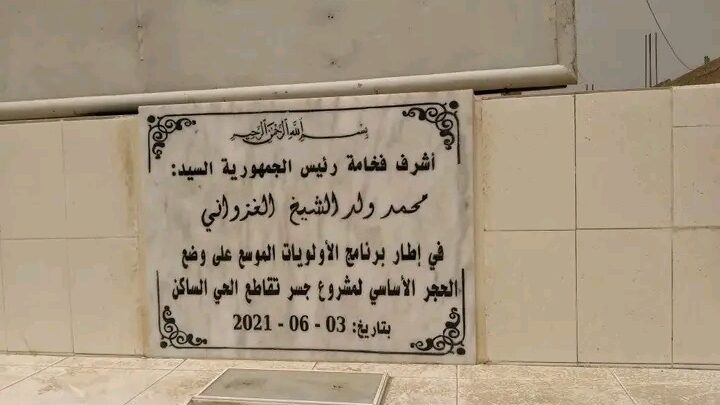 بسم الله الرحمن الرحيم
أشرف فخامة رئيس الجمهورية السيد:
محمد ولد الشيخ الغزواني
في إطار برنامج الأولويات الموسع على وضع
الحجر الأساسي لمشروع جسر تقاطع الحي الساكن
بتاريخ: 03 - 06 - 2021